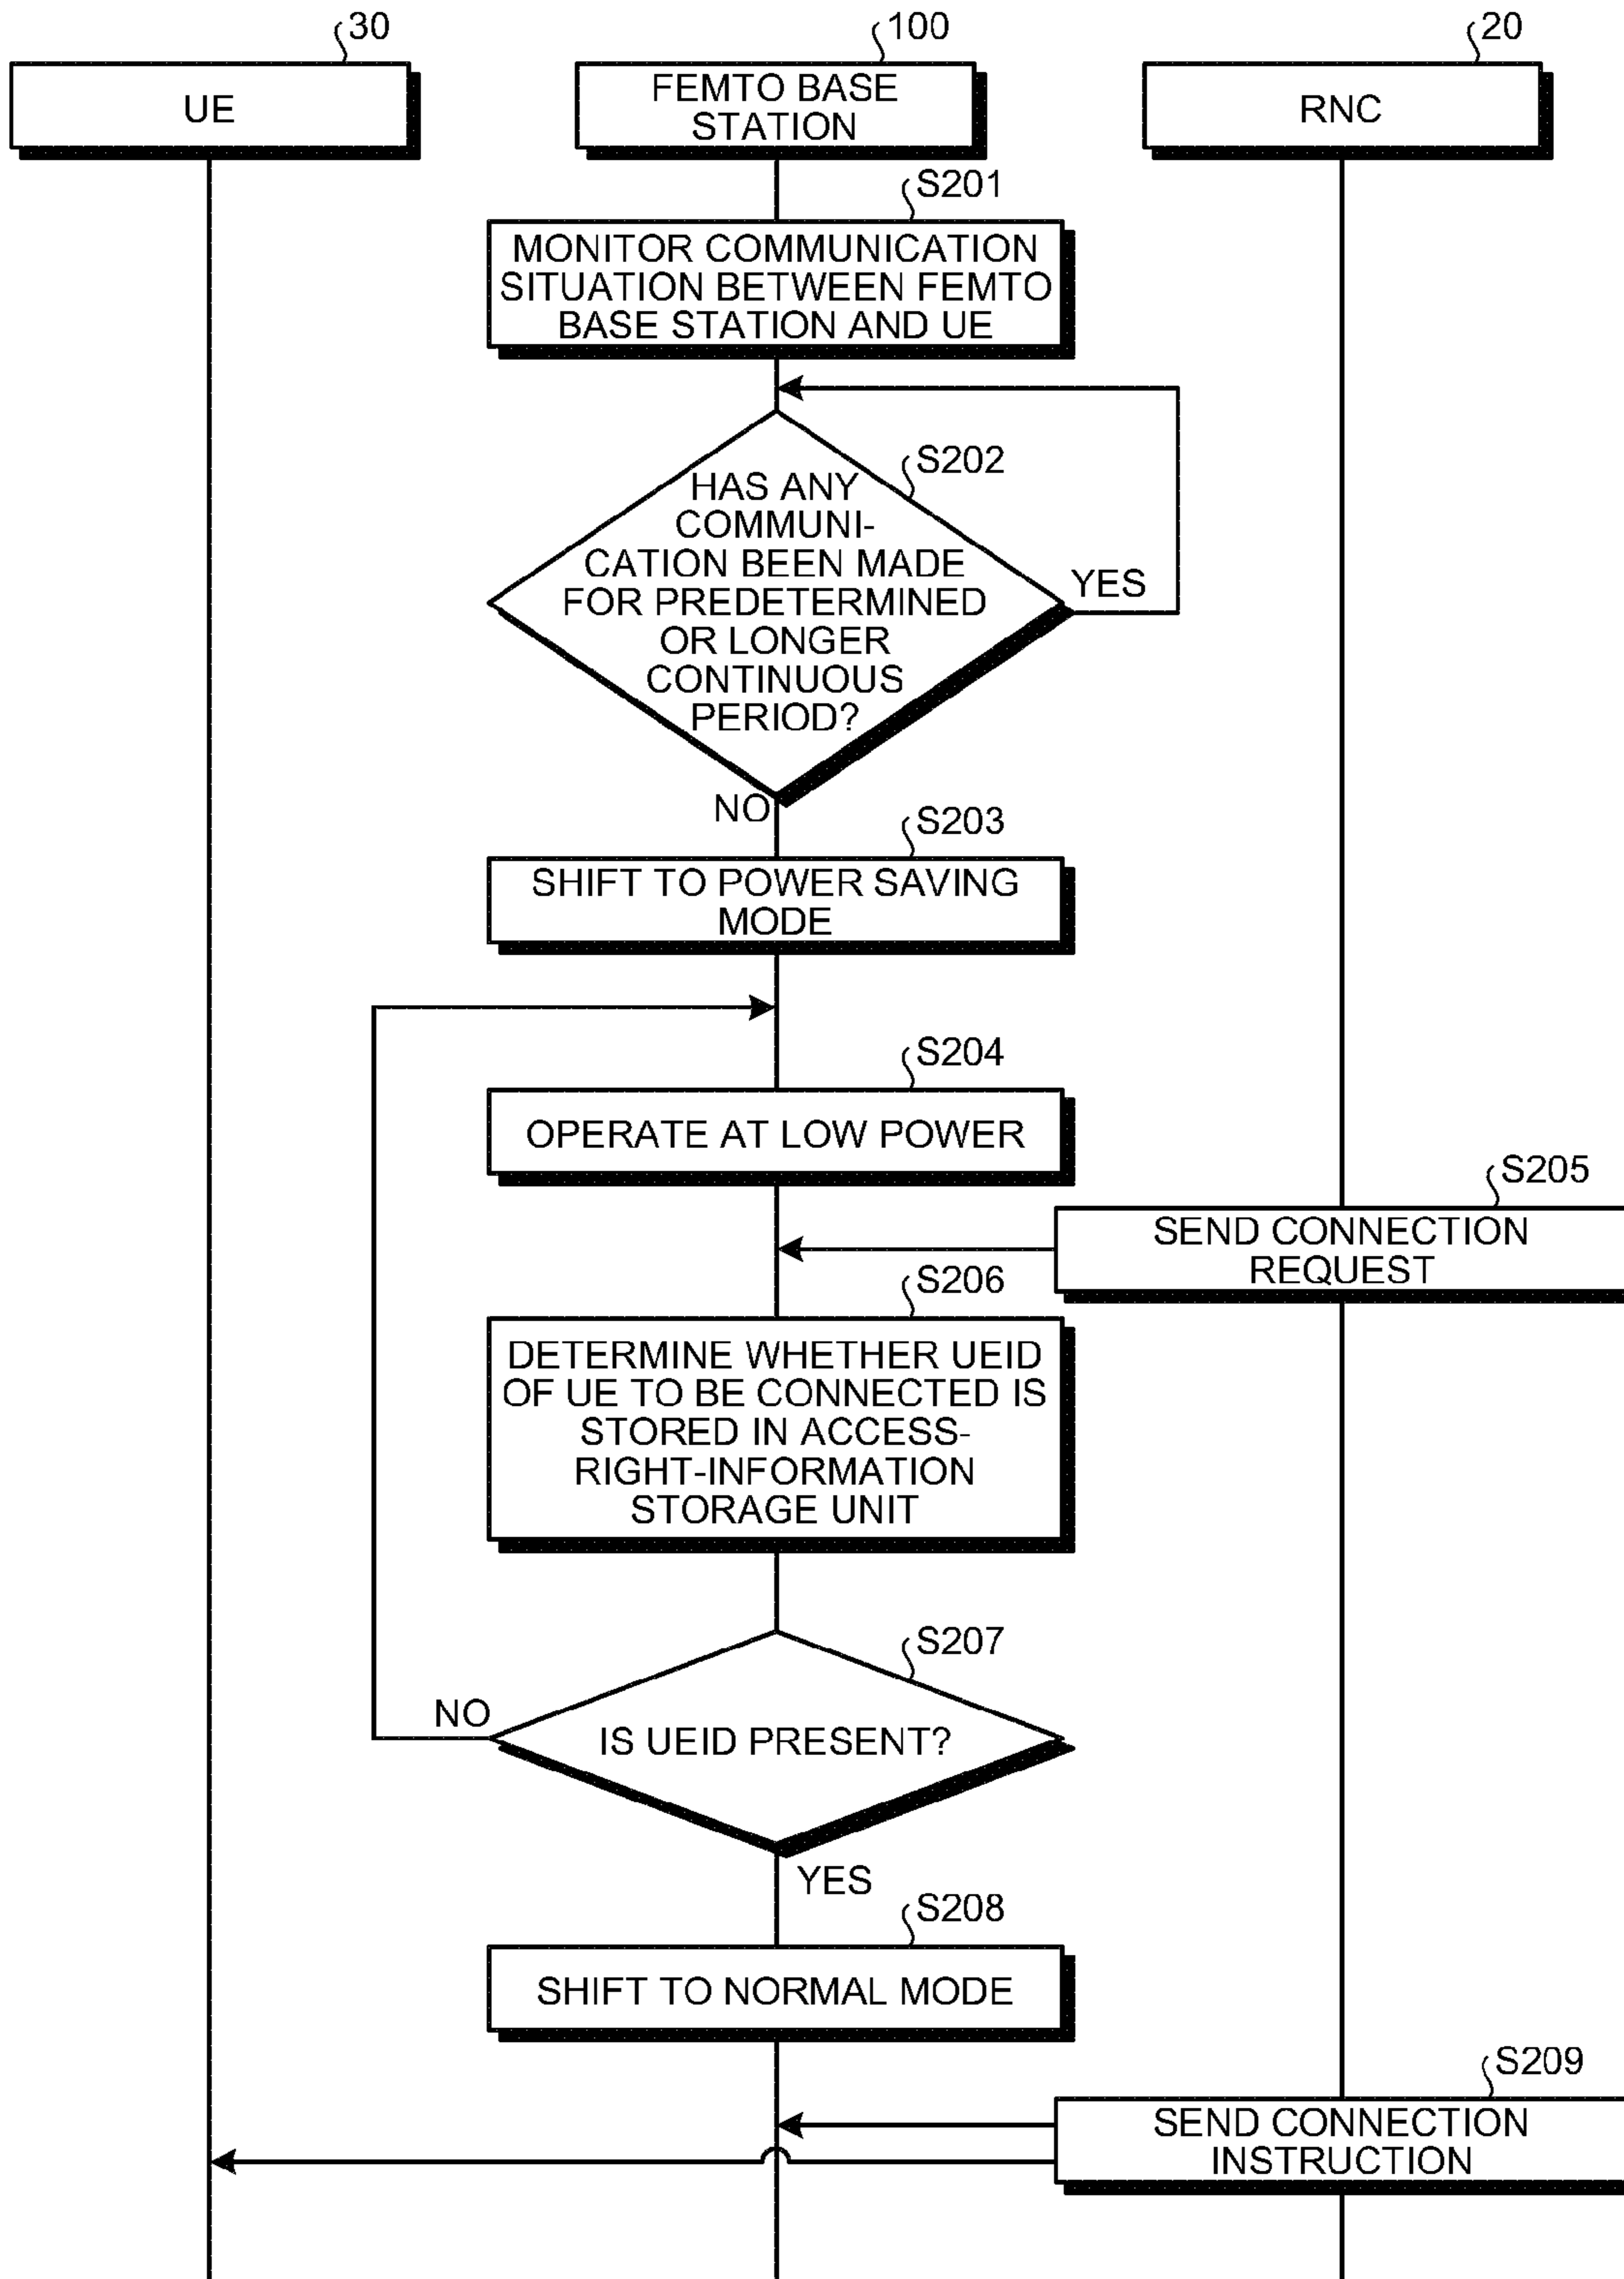 30
100
20
UE
FEMTO BASE
STATION
RNC
S201
MONITOR COMMUNICATION
SITUATION BETWEEN FEMTO
BASE STATION AND UE
S202
HAS ANY
COMMUNI-
CATION BEEN MADE
FOR PREDETERMINED
OR LONGER
CONTINUOUS
PERIOD?
YES
NO
S203
SHIFT TO POWER SAVING
MODE
S204
OPERATE AT LOW POWER
S205
SEND CONNECTION
REQUEST
S206
DETERMINE WHETHER UEID
OF UE TO BE CONNECTED IS
STORED IN ACCESS-
RIGHT-INFORMATION
STORAGE UNIT
S207
NO
IS UEID PRESENT?
YES
S208
SHIFT TO NORMAL MODE
S209
SEND CONNECTION
INSTRUCTION